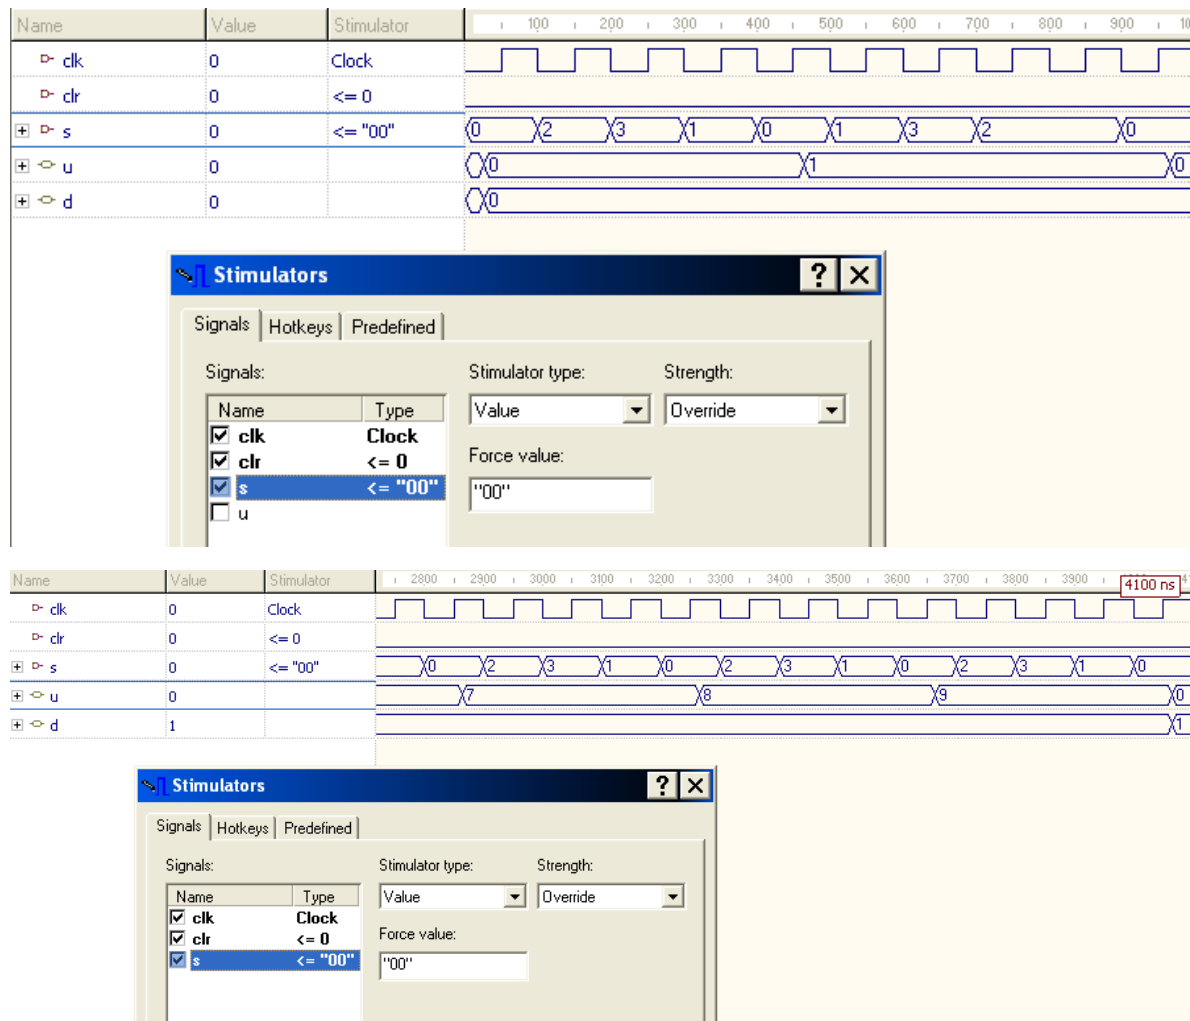 Name Value Stimulator 100 200 300 400 500 600 700 800 900 10
clk 0 Clock
clr 0 <= 0
s 0 <= "00" 0 2 3 1 0 1 3 2 0
u 0 0 1 0
d 0 0
Stimulators
Signals Hotkeys Predefined
Signals: Stimulator type: Strength:
Name Type Value Override
clk Clock
clr <= 0 Force value:
s <= "00" "00"
u
Name Value Stimulator 2800 2900 3000 3100 3200 3300 3400 3500 3600 3700 3800 3900 4100 ns
clk 0 Clock
clr 0 <= 0
s 0 <= "00" 0 2 3 1 0 2 3 1 0 2 3 1 0
u 0 7 8 9 0
d 1 1
Stimulators
Signals Hotkeys Predefined
Signals: Stimulator type: Strength:
Name Type Value Override
clk Clock
clr <= 0 Force value:
s <= "00" "00"